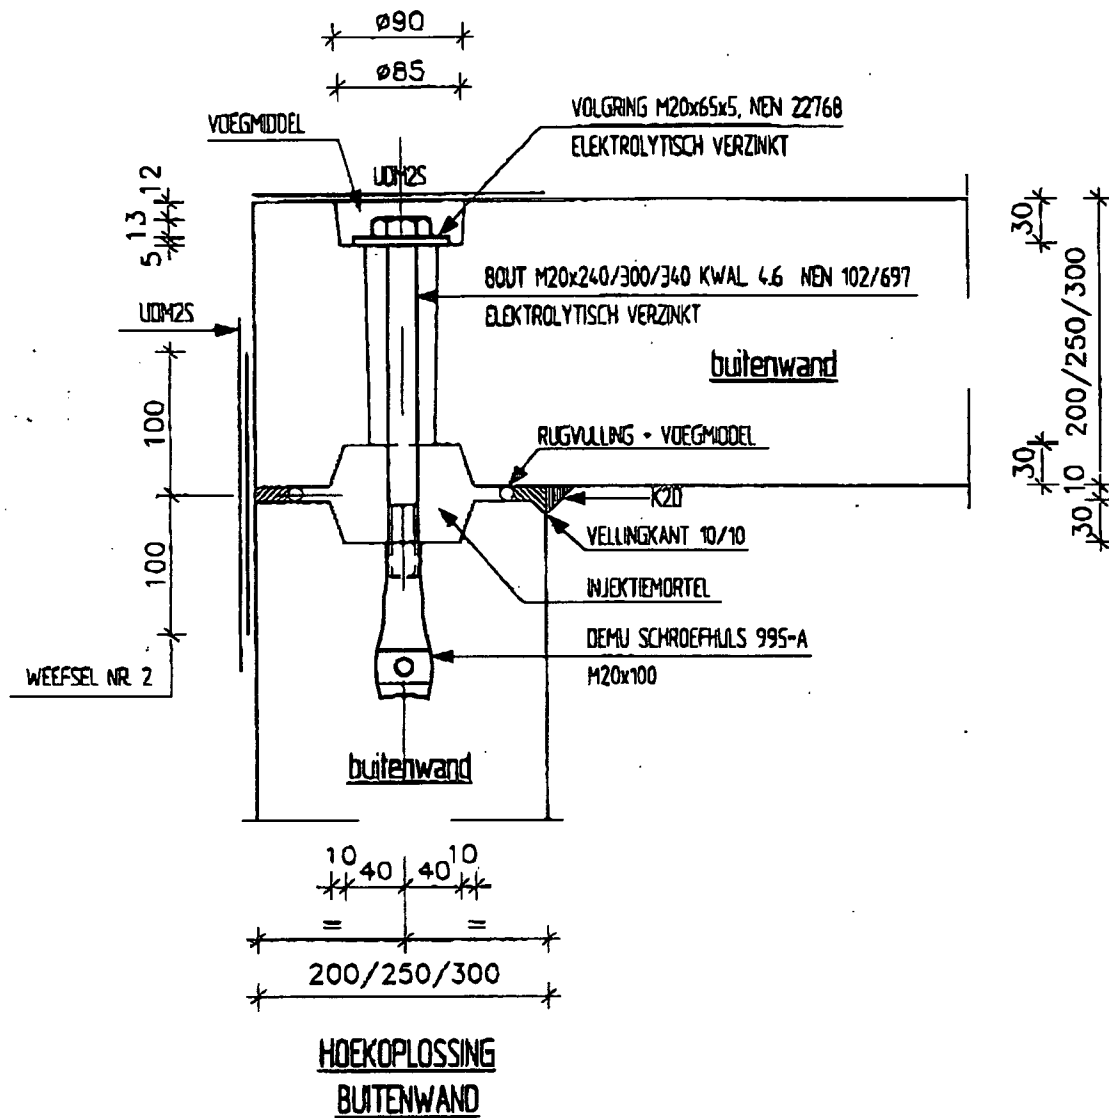 ø90
ø85
VOLGRING M20x65x5, NEN 22768
ELEKTROLYTISCH VERZINKT
VOEGMIDDEL
UDM2S
12
13
5
30
BOUT M20x240/300/340 KWAL 4.6 NEN 102/697
ELEKTROLYTISCH VERZINKT
UDM2S
buitenwand
200/250/300
100
RUGVULLING + VOEGMIDDEL
30
10
K20
30
VELLINGKANT 10/10
100
INJEKTIEMORTEL
DEMU SCHROEFHULS 995-A
M20x100
WEEFSEL NR. 2
buitenwand
10 40 40 10
= =
200/250/300
HOEKOPLOSSING
BUITENWAND